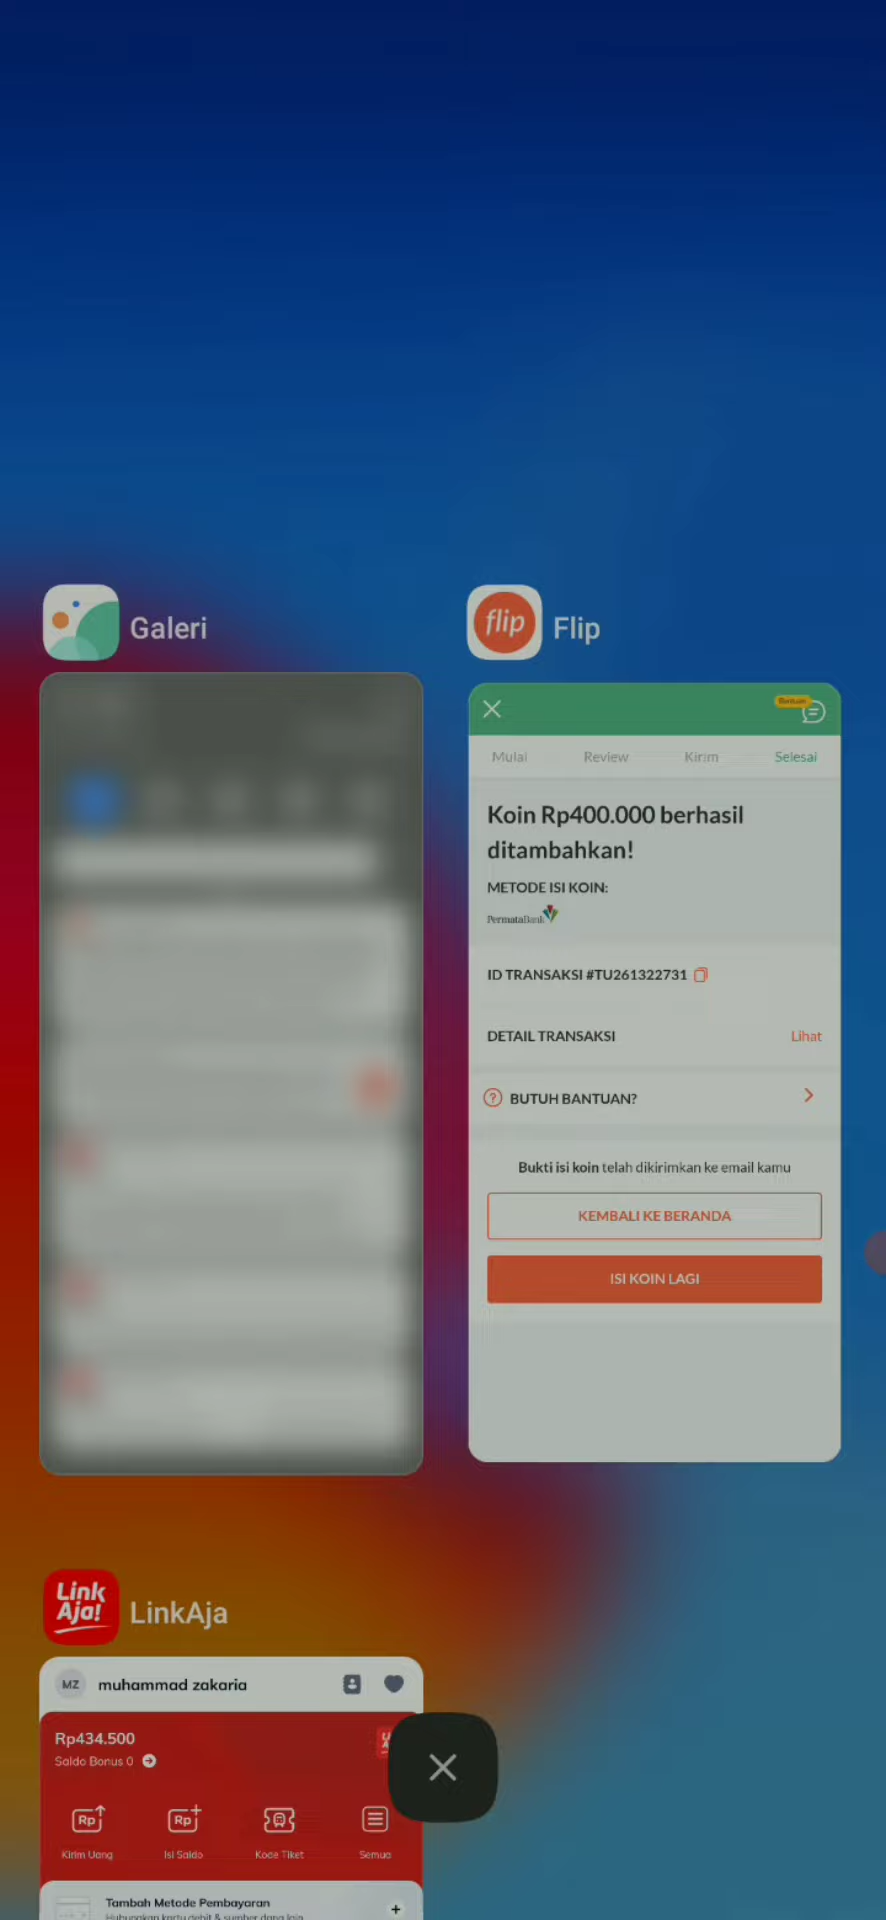 Galeri
flip
Flip
Bantuan
Mulai
Review
Kirim
Selesai
Koin Rp400.000 berhasil
ditambahkan!
METODE ISI KOIN:
PermataBank
ID TRANSAKSI #TU261322731
DETAIL TRANSAKSI
Lihat
? BUTUH BANTUAN?
Bukti isi koin telah dikirimkan ke email kamu
KEMBALI KE BERANDA
ISI KOIN LAGI
Link
Aja!
LinkAja
MZ
muhammad zakaria
Rp434.500
Saldo Bonus 0
Rp
Rp
Kirim Uang
Isi Saldo
Kode Tiket
Semua
Tambah Metode Pembayaran
Hubungkan kartu debit & sumber dana lain